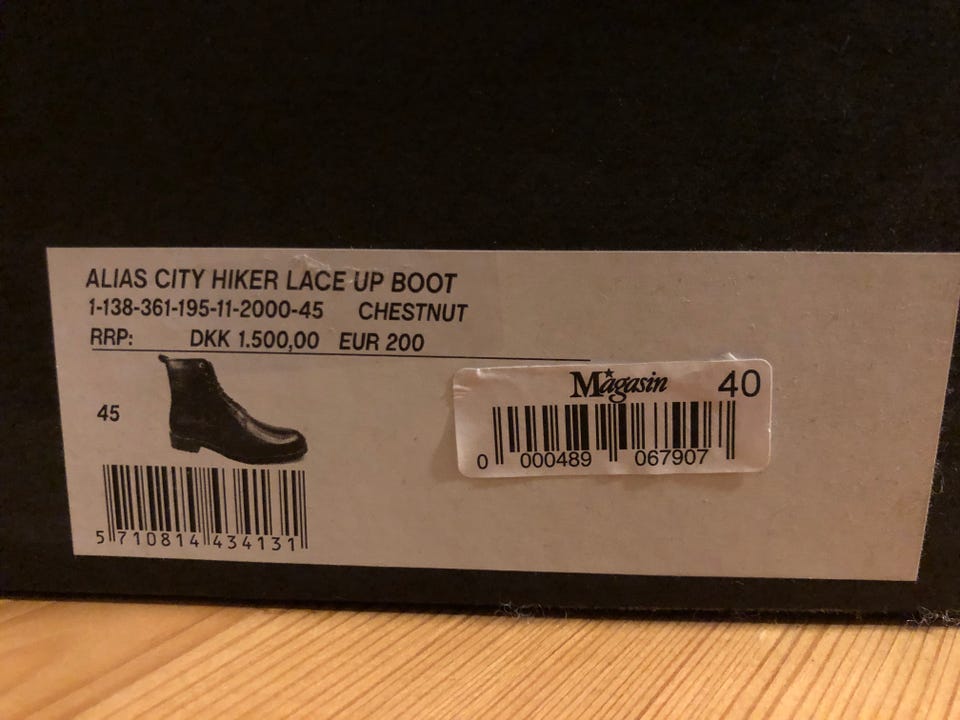 ALIAS CITY HIKER LACE UP BOOT
1-138-361-195-11-2000-45 CHESTNUT
RRP: DKK 1.500,00 EUR 200
45
5 710814 434131
Magasin 40
0 000489 067907